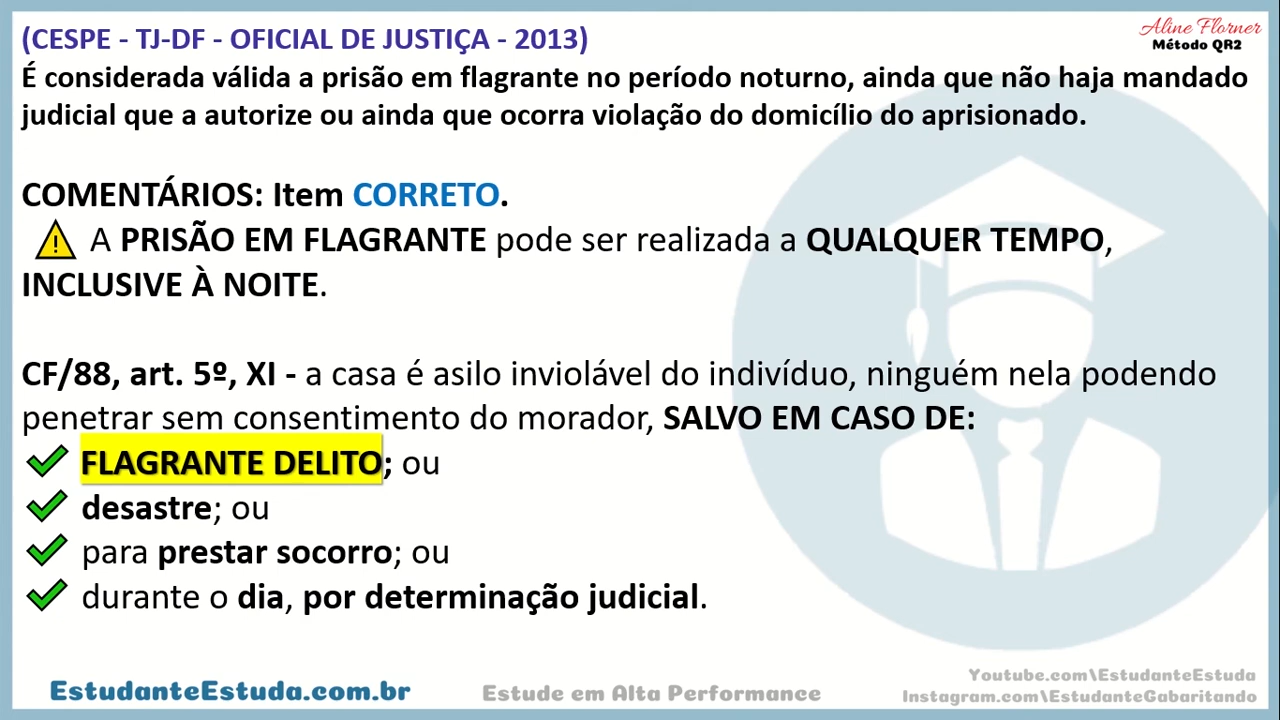 (CESPE - TJ-DF - OFICIAL DE JUSTIÇA - 2013)
Aline Florner
Método QR2
É considerada válida a prisão em flagrante no período noturno, ainda que não haja mandado
judicial que a autorize ou ainda que ocorra violação do domicílio do aprisionado.
COMENTÁRIOS: Item CORRETO.
A PRISÃO EM FLAGRANTE pode ser realizada a QUALQUER TEMPO,
INCLUSIVE À NOITE.
CF/88, art. 5º, XI - a casa é asilo inviolável do indivíduo, ninguém nela podendo
penetrar sem consentimento do morador, SALVO EM CASO DE:
FLAGRANTE DELITO; ou
desastre; ou
para prestar socorro; ou
durante o dia, por determinação judicial.
EstudanteEstuda.com.br
Estude em Alta Performance
Youtube.com\EstudanteEstuda
Instagram.com\EstudanteGabaritando